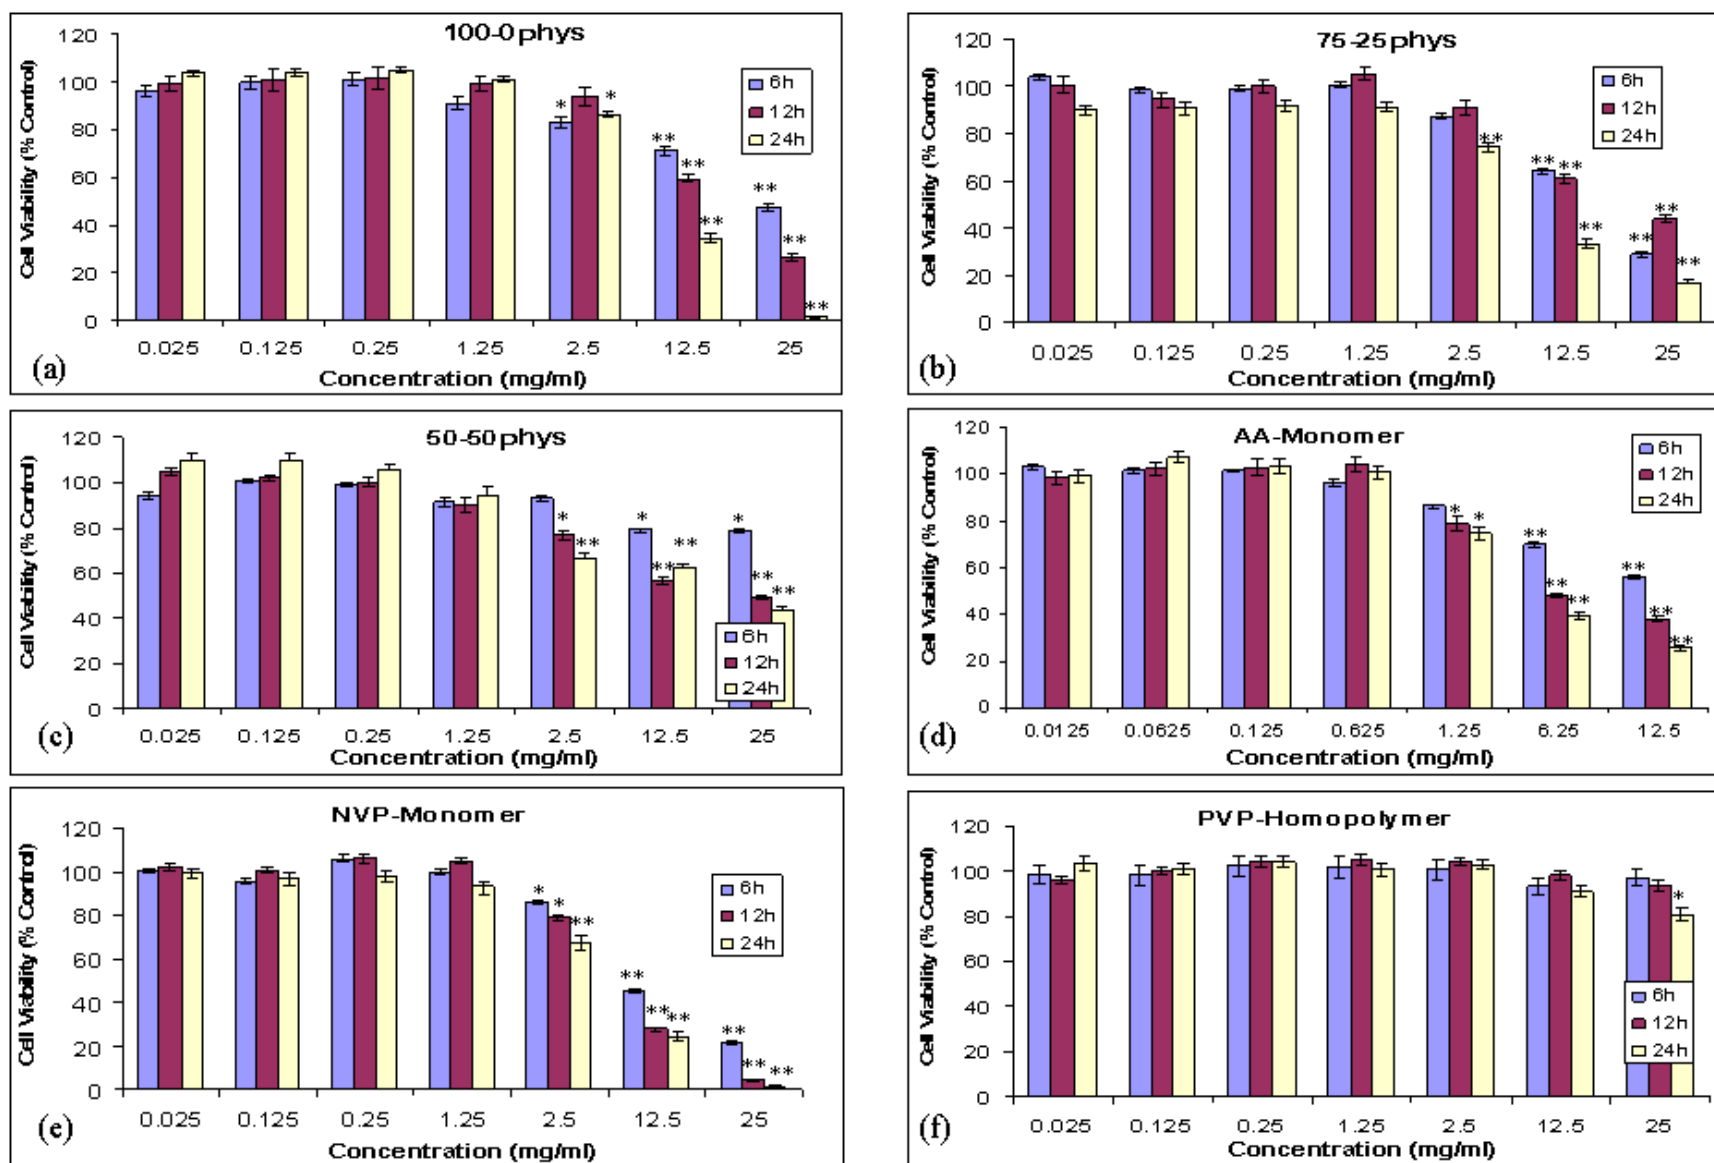 100-0phys
Cell Viability (% Control)
120
100
80
60
40
20
0
6h
12h
24h
* *
** ** **
** ** **
0.025 0.125 0.25 1.25 2.5 12.5 25
(a)
Concentration (mg/ml)
75-25phys
Cell Viability (% Control)
120
100
80
60
40
20
0
6h
12h
24h
**
** ** **
** ** **
0.025 0.125 0.25 1.25 2.5 12.5 25
(b)
Concentration (mg/ml)
50-50phys
Cell Viability (% Control)
120
100
80
60
40
20
0
* **
* ** **
* ** **
6h
12h
24h
0.025 0.125 0.25 1.25 2.5 12.5 25
(c)
Concentration (mg/ml)
AA-Monomer
Cell Viability (% Control)
120
100
80
60
40
20
0
6h
12h
24h
* *
** ** **
** ** **
0.0125 0.0625 0.125 0.625 1.25 6.25 12.5
(d)
Concentration (mg/ml)
NVP-Monomer
Cell Viability (% Control)
120
100
80
60
40
20
0
6h
12h
24h
* * **
** ** **
** ** **
0.025 0.125 0.25 1.25 2.5 12.5 25
(e)
Concentration (mg/ml)
PVP-Homopolymer
Cell Viability (% Control)
120
100
80
60
40
20
0
*
6h
12h
24h
0.025 0.125 0.25 1.25 2.5 12.5 25
(f)
Concentration (mg/ml)